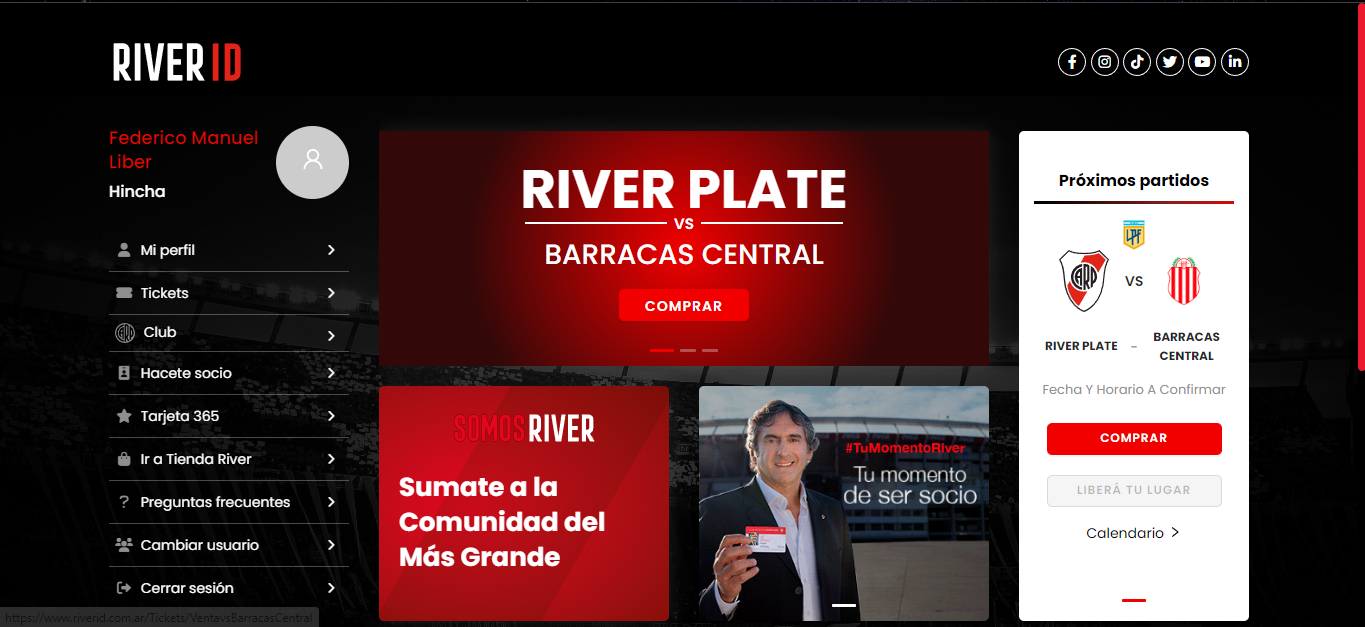 RIVER ID
Federico Manuel
Liber
Hincha
Mi perfil
Tickets
Club
Hacete socio
Tarjeta 365
Ir a Tienda River
Preguntas frecuentes
Cambiar usuario
Cerrar sesión
https://www.riverid.com.ar/Tickets/VentavsBarracasCentral
RIVER PLATE
VS
BARRACAS CENTRAL
COMPRAR
SOMOS RIVER
Sumate a la
Comunidad del
Más Grande
#TuMomentoRiver
Tu momento
de ser socio
Próximos partidos
LPF
CARP
VS
RIVER PLATE - BARRACAS
CENTRAL
Fecha Y Horario A Confirmar
COMPRAR
LIBERÁ TU LUGAR
Calendario